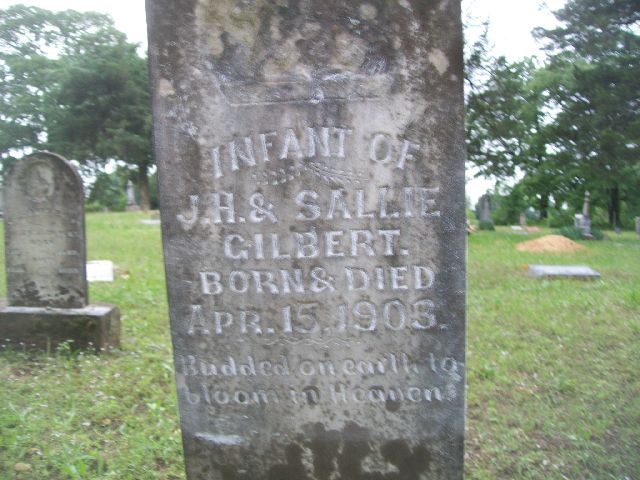 INFANT OF
J.H. & SALLIE
GILBERT.
BORN & DIED
APR. 15, 1903.
Budded on earth to
bloom in Heaven.